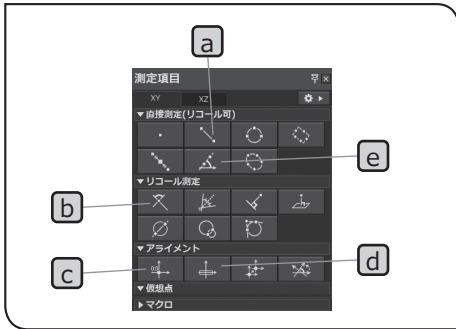 a
測定項目
XY XZ
▼直接測定(リコール可)
e
▼リコール測定
b
▼アライメント
c
d
▼仮想点
▶マクロ